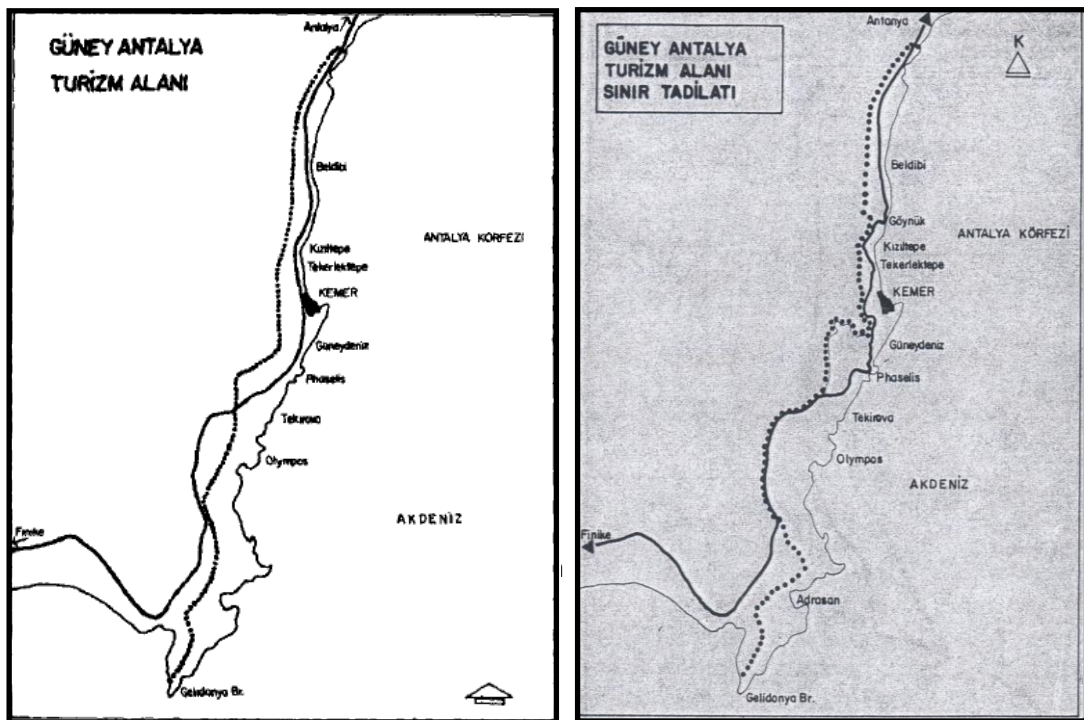 Antalya
GÜNEY ANTALYA
TURİZM ALANI
Beldibi
ANTALYA KÖRFEZİ
Kızıltepe
Tekerlektepe
KEMER
Güneydeniz
Phaselis
Tekirova
Olympos
AKDENİZ
Finike
Gelidonya Br.
Antalya
K
GÜNEY ANTALYA
TURİZM ALANI
SINIR TADİLATI
Beldibi
Göynük
ANTALYA KÖRFEZİ
Kızıltepe
Tekerlektepe
KEMER
Güneydeniz
Phaselis
Tekirova
Olympos
AKDENİZ
Finike
Adrasan
Gelidonya Br.